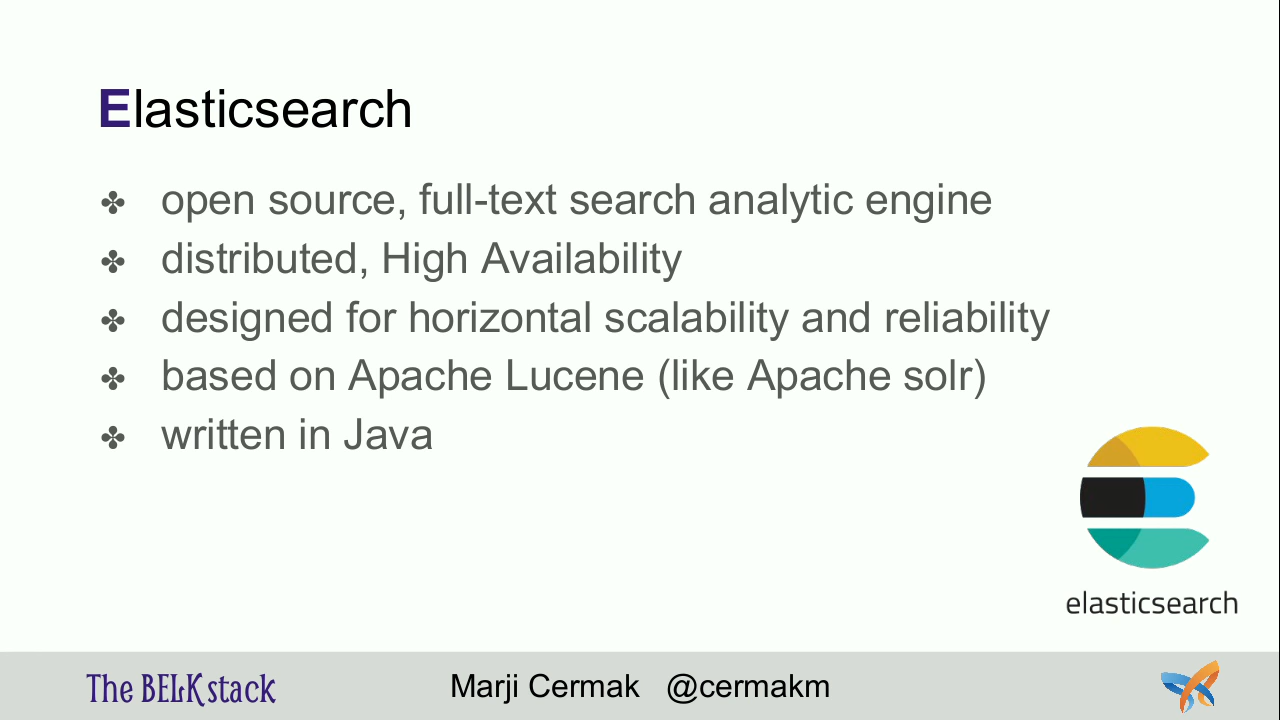 Elasticsearch
✤ open source, full-text search analytic engine
✤ distributed, High Availability
✤ designed for horizontal scalability and reliability
✤ based on Apache Lucene (like Apache solr)
✤ written in Java
elasticsearch
The BELK stack
Marji Cermak @cermakm